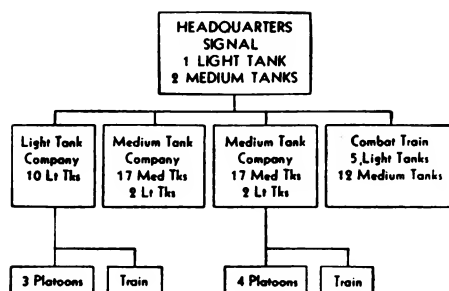 HEADQUARTERS
SIGNAL
1 LIGHT TANK
2 MEDIUM TANKS
Light Tank
Company
10 Lt Tks
Medium Tank
Company
17 Med Tks
2 Lt Tks
Medium Tank
Company
17 Med Tks
2 Lt Tks
Combat Train
5,Light Tanks
12 Medium Tanks
3 Platoons
Train
4 Platoons
Train